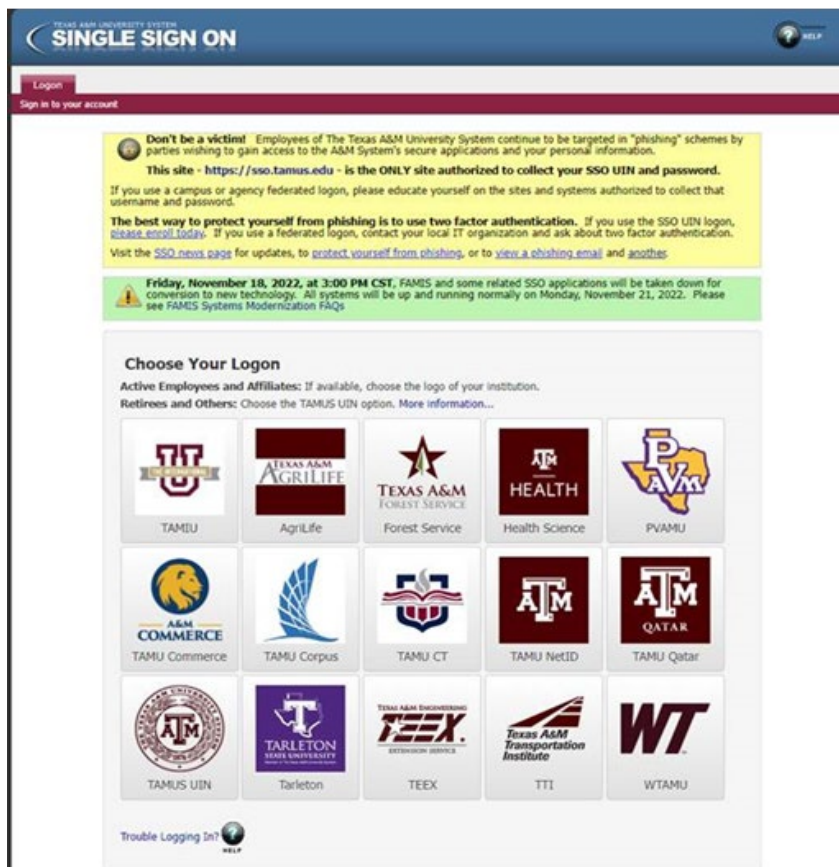 TEXAS A&M UNIVERSITY SYSTEM
SINGLE SIGN ON
HELP
Logon
Sign in to your account
Don't be a victim! Employees of The Texas A&M University System continue to be targeted in "phishing" schemes by
parties wishing to gain access to the A&M System's secure applications and your personal information.
This site - https://sso.tamus.edu - is the ONLY site authorized to collect your SSO UIN and password.
If you use a campus or agency federated logon, please educate yourself on the sites and systems authorized to collect that
username and password.
The best way to protect yourself from phishing is to use two factor authentication. If you use the SSO UIN logon,
please enroll today. If you use a federated logon, contact your local IT organization and ask about two factor authentication.
Visit the SSO news page for updates, to protect yourself from phishing, or to view a phishing email and another.
Friday, November 18, 2022, at 3:00 PM CST, FAMIS and some related SSO applications will be taken down for
conversion to new technology. All systems will be up and running normally on Monday, November 21, 2022. Please
see FAMIS Systems Modernization FAQs
Choose Your Logon
Active Employees and Affiliates: If available, choose the logo of your institution.
Retirees and Others: Choose the TAMUS UIN option. More information...
U THE INTERNATIONAL
TAMIU
TEXAS A&M
AGRILIFE
AgriLife
TEXAS A&M
FOREST SERVICE
Forest Service
ATM
HEALTH
Health Science
PVAM
PVAMU
A&M
COMMERCE
TAMU Commerce
TAMU Corpus
TAMU CT
ATM
TAMU NetID
ATM
QATAR
TAMU Qatar
ATM
TAMUS UIN
T
TARLETON
STATE UNIVERSITY
Tarleton
TEXAS A&M ENGINEERING
TEEX
EXTENSION SERVICE
TEEX
Texas A&M
Transportation
Institute
TTI
WT
WTAMU
Trouble Logging In?
HELP